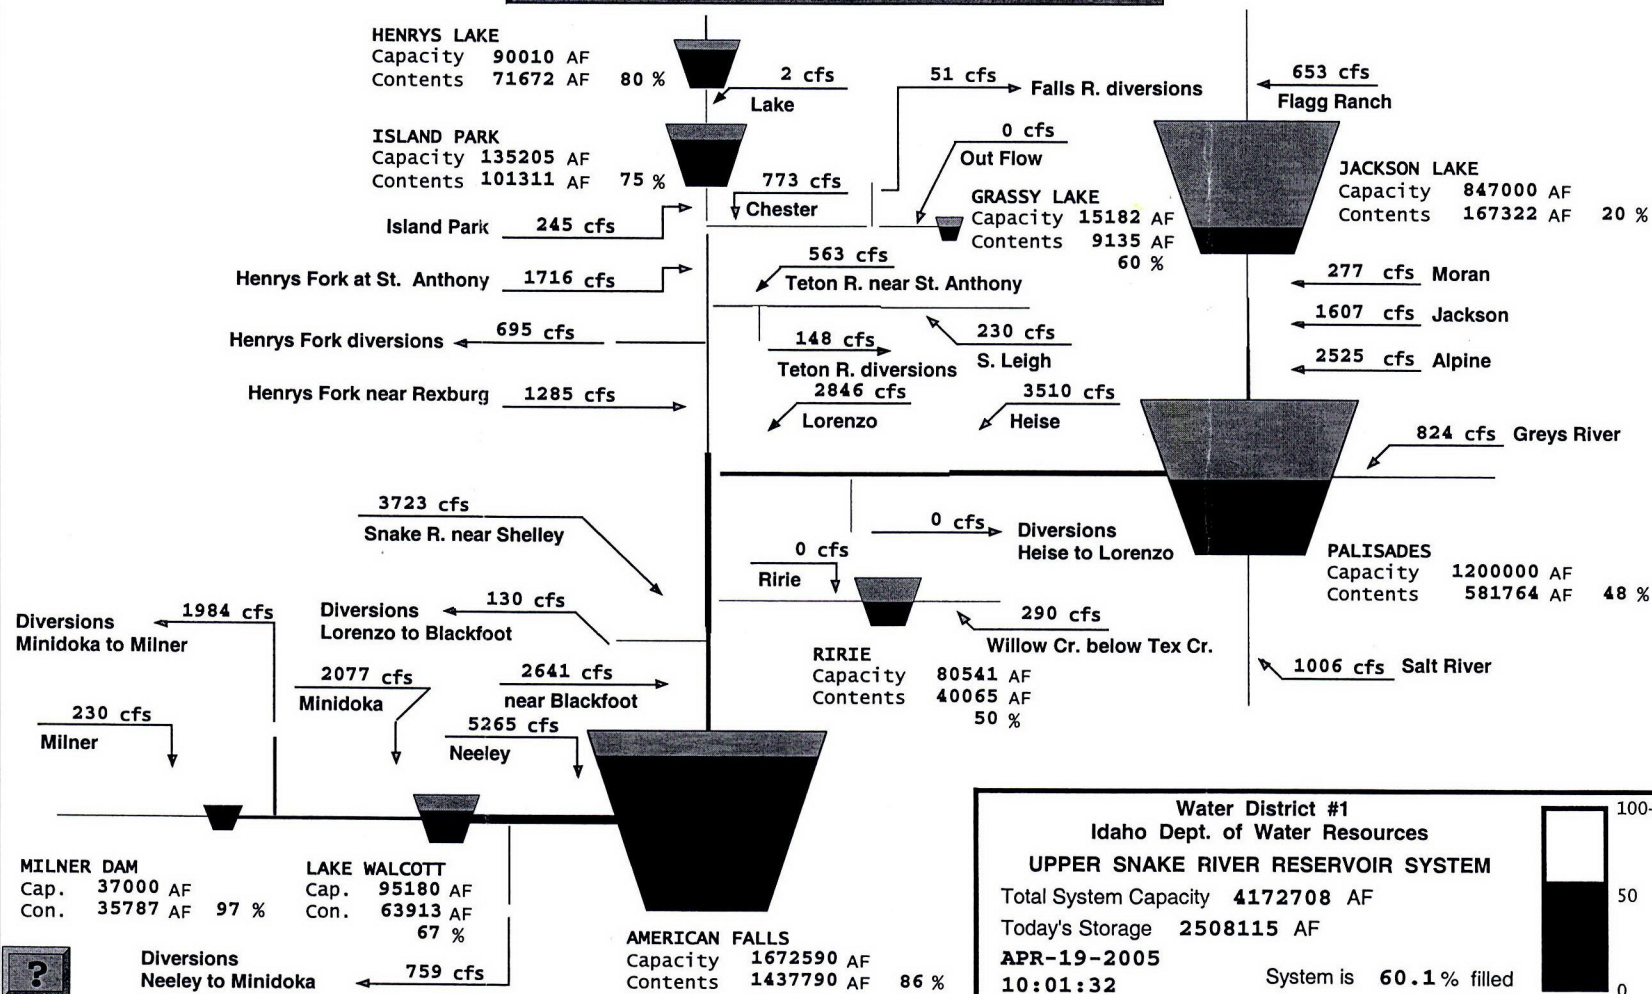 HENRYS LAKE
Capacity 90010 AF
Contents 71672 AF 80 %
2 cfs
Lake
51 cfs
Falls R. diversions
653 cfs
Flagg Ranch
ISLAND PARK
Capacity 135205 AF
Contents 101311 AF 75 %
0 cfs
Out Flow
773 cfs
Chester
GRASSY LAKE
Capacity 15182 AF
Contents 9135 AF
60 %
JACKSON LAKE
Capacity 847000 AF
Contents 167322 AF 20 %
Island Park 245 cfs
Henrys Fork at St. Anthony 1716 cfs
563 cfs
Teton R. near St. Anthony
277 cfs Moran
1607 cfs Jackson
2525 cfs Alpine
Henrys Fork diversions 695 cfs
148 cfs
Teton R. diversions
230 cfs
S. Leigh
Henrys Fork near Rexburg 1285 cfs
2846 cfs
Lorenzo
3510 cfs
Heise
824 cfs Greys River
3723 cfs
Snake R. near Shelley
0 cfs
Diversions
Heise to Lorenzo
0 cfs
Ririe
PALISADES
Capacity 1200000 AF
Contents 581764 AF 48 %
1984 cfs
Diversions
Minidoka to Milner
130 cfs
Diversions
Lorenzo to Blackfoot
290 cfs
Willow Cr. below Tex Cr.
RIRIE
Capacity 80541 AF
Contents 40065 AF
50 %
1006 cfs Salt River
2077 cfs
Minidoka
2641 cfs
near Blackfoot
230 cfs
Milner
5265 cfs
Neeley
MILNER DAM
Cap. 37000 AF
Con. 35787 AF 97 %
LAKE WALCOTT
Cap. 95180 AF
Con. 63913 AF
67 %
AMERICAN FALLS
Capacity 1672590 AF
Contents 1437790 AF 86 %
?
Diversions
Neeley to Minidoka 759 cfs
Water District #1
Idaho Dept. of Water Resources
UPPER SNAKE RIVER RESERVOIR SYSTEM
Total System Capacity 4172708 AF
Today's Storage 2508115 AF
APR-19-2005
10:01:32
System is 60.1% filled
100-
50
0